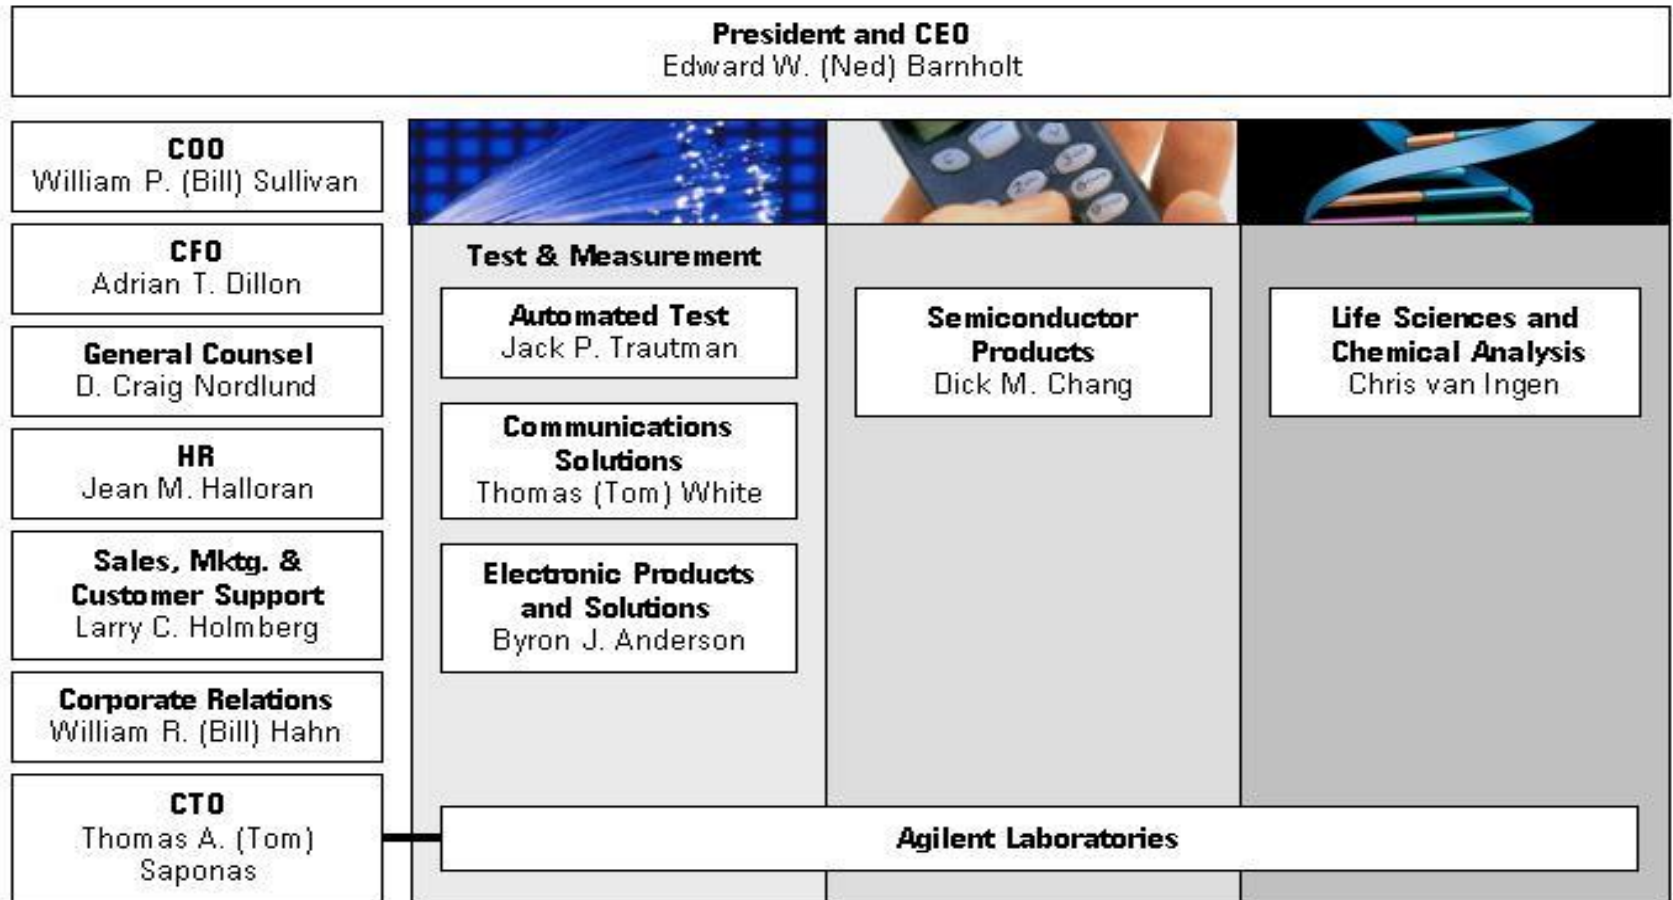 President and CEO
Edward W. (Ned) Barnholt
COO
William P. (Bill) Sullivan
CFO
Adrian T. Dillon
General Counsel
D. Craig Nordlund
HR
Jean M. Halloran
Sales, Mktg. &
Customer Support
Larry C. Holmberg
Corporate Relations
William R. (Bill) Hahn
CTO
Thomas A. (Tom)
Saponas
Test & Measurement
Automated Test
Jack P. Trautman
Communications
Solutions
Thomas (Tom) White
Electronic Products
and Solutions
Byron J. Anderson
Semiconductor
Products
Dick M. Chang
Life Sciences and
Chemical Analysis
Chris van Ingen
Agilent Laboratories